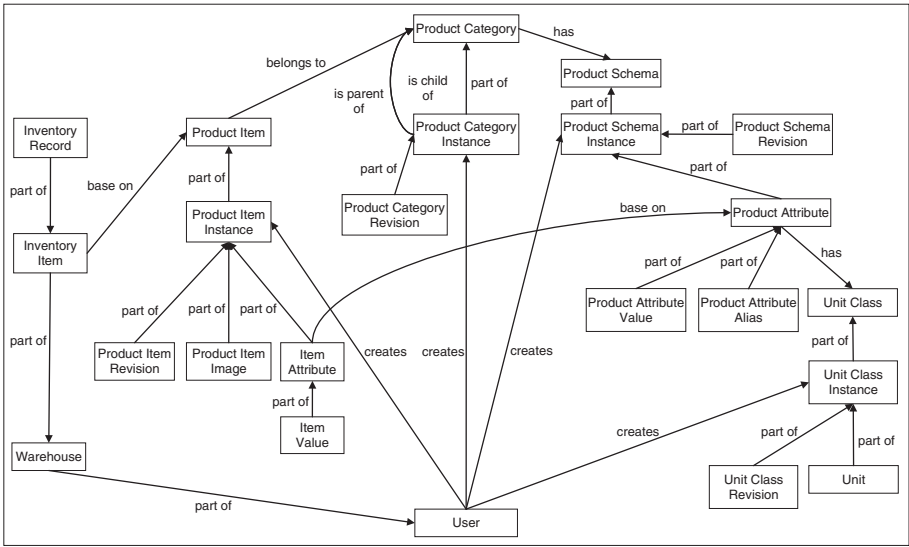 Product Category
has
belongs to
Product Schema
is parent
of
is child
of
part of
part of
Inventory
Record
Product Item
Product Category
Instance
Product Schema
Instance
part of
Product Schema
Revision
part of
base on
part of
part of
part of
Product Category
Revision
Product Item
Instance
base on
Product Attribute
Inventory
Item
has
part of
part of
Product Attribute
Value
Product Attribute
Alias
Unit Class
part of
part of
part of
part of
part of
Product Item
Revision
Product Item
Image
Item
Attribute
creates
creates
creates
Unit Class
Instance
part of
Item
Value
creates
part of
part of
Warehouse
Unit Class
Revision
Unit
part of
User